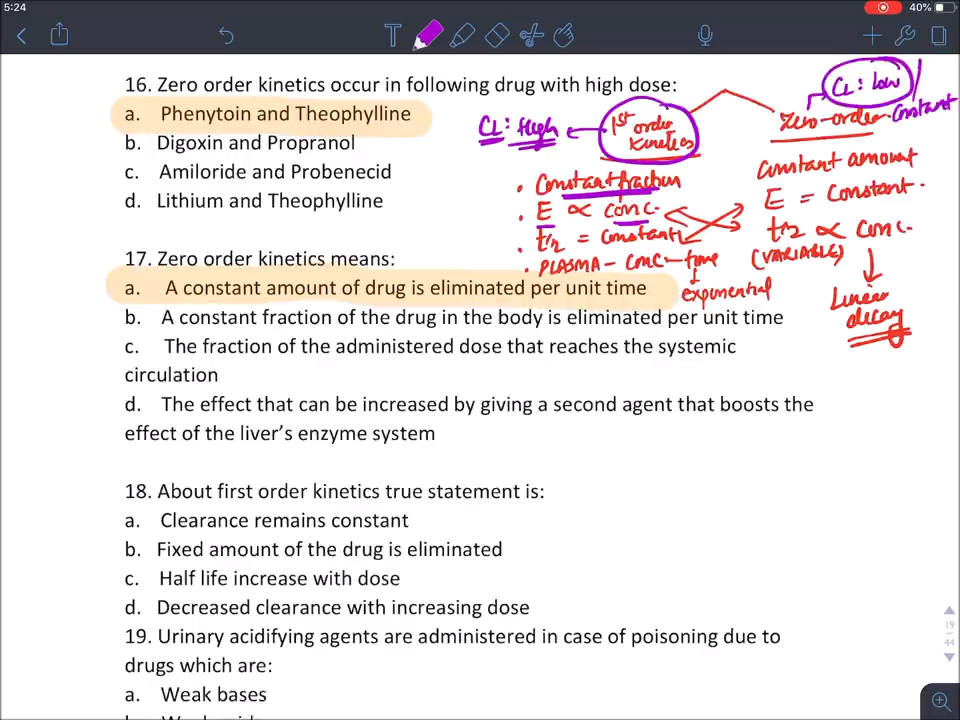 5:24
40%
T
16. Zero order kinetics occur in following drug with high dose:
a. Phenytoin and Theophylline
b. Digoxin and Propranol
c. Amiloride and Probenecid
d. Lithium and Theophylline
CL: High
1st order
kinetics
• Constant fraction
• E ∝ conc.
• t1/2 = constant
• PLASMA - CONC - time
exponential
CL: low
Zero-order
constant
Constant amount
E = Constant.
t1/2 ∝ Conc.
(VARIABLE)
Linear
decay
17. Zero order kinetics means:
a. A constant amount of drug is eliminated per unit time
b. A constant fraction of the drug in the body is eliminated per unit time
c. The fraction of the administered dose that reaches the systemic
circulation
d. The effect that can be increased by giving a second agent that boosts the
effect of the liver's enzyme system
18. About first order kinetics true statement is:
a. Clearance remains constant
b. Fixed amount of the drug is eliminated
c. Half life increase with dose
d. Decreased clearance with increasing dose
19. Urinary acidifying agents are administered in case of poisoning due to
drugs which are:
a. Weak bases
19
44